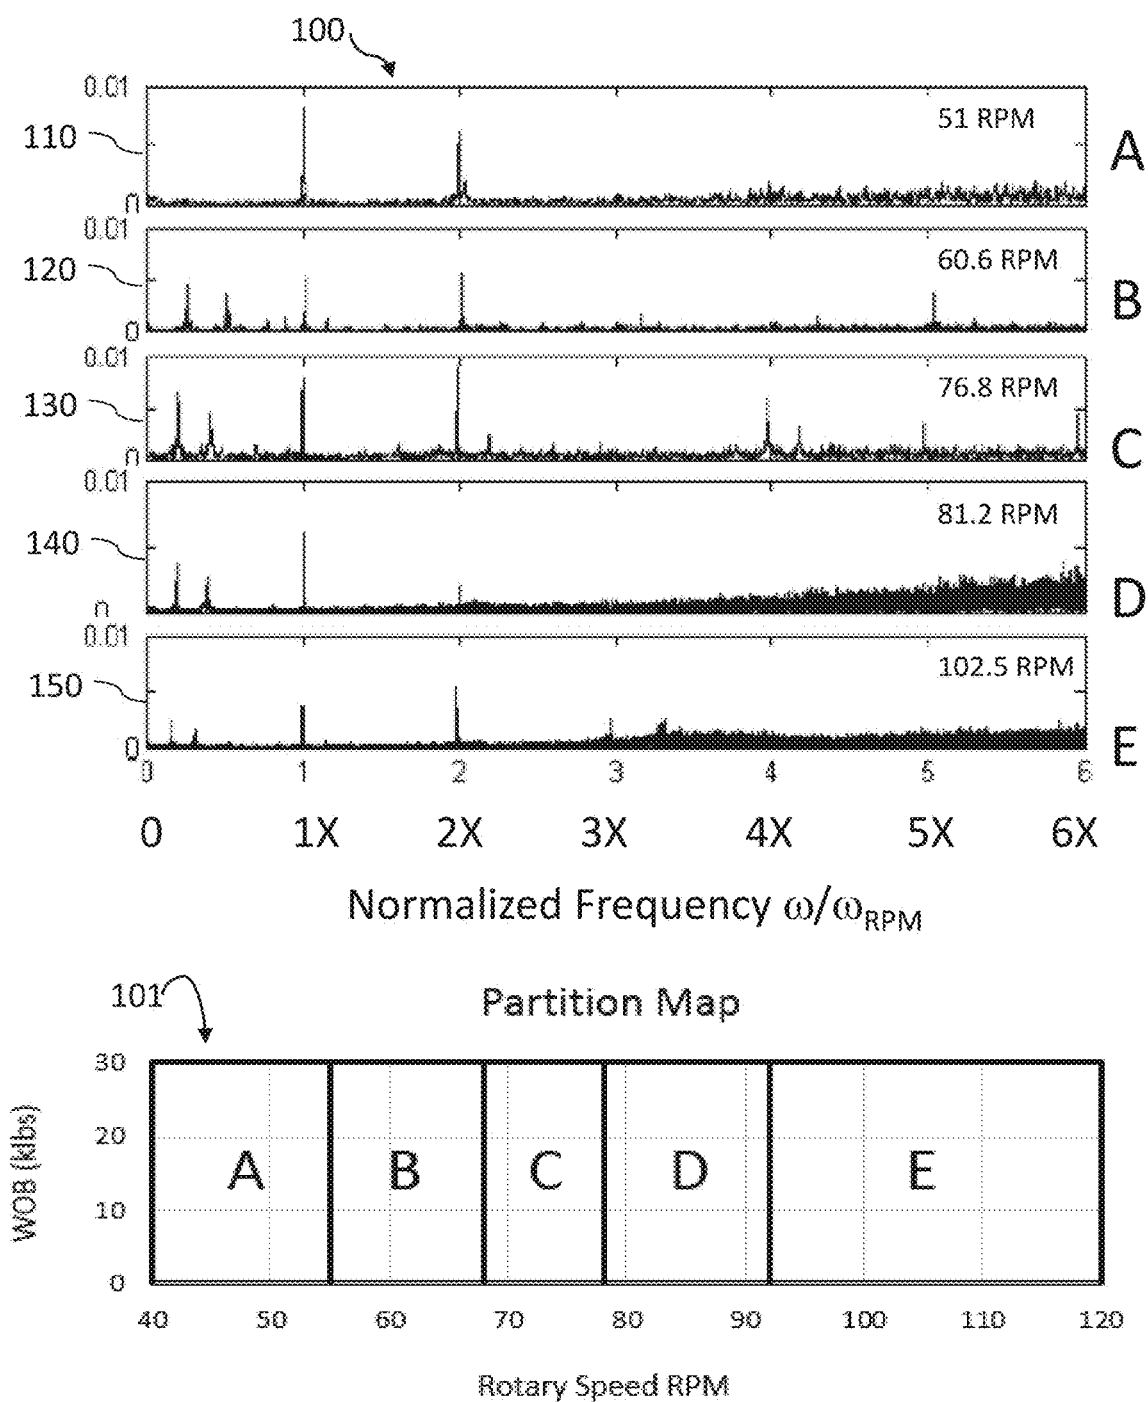 100
0.01
110
51 RPM
A
0
0.01
120
60.6 RPM
B
0
0.01
130
76.8 RPM
C
0
0.01
140
81.2 RPM
D
0
0.01
150
102.5 RPM
E
0
0 1 2 3 4 5 6
0 1X 2X 3X 4X 5X 6X
Normalized Frequency ω/ωRPM
101
Partition Map
30
20
10
0
WOB (klbs)
A B C D E
40 50 60 70 80 90 100 110 120
Rotary Speed RPM